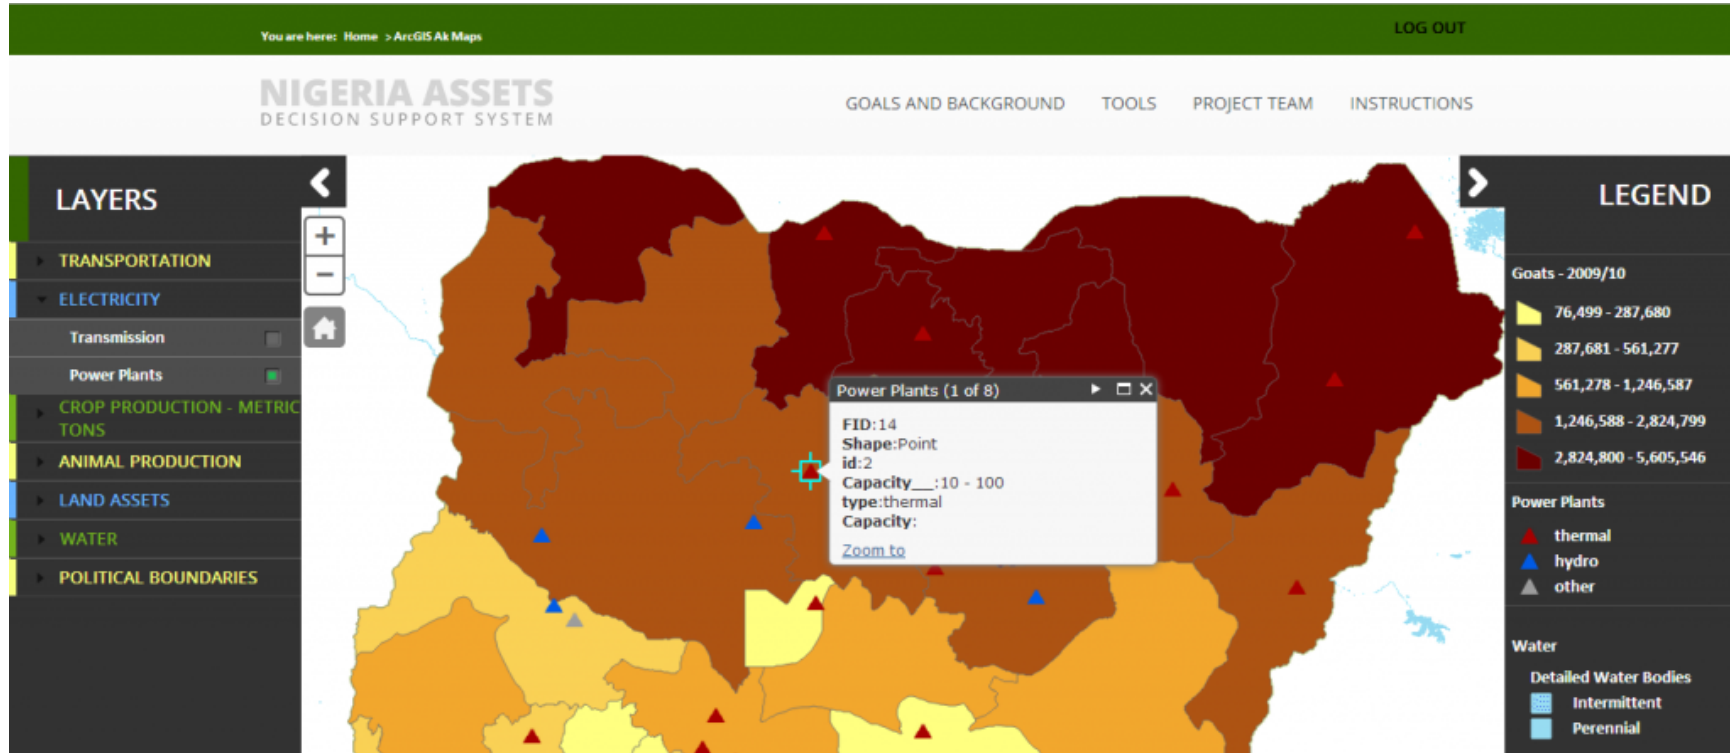 You are here: Home > ArcGIS Ak Maps
LOG OUT
NIGERIA ASSETS
DECISION SUPPORT SYSTEM
GOALS AND BACKGROUND
TOOLS
PROJECT TEAM
INSTRUCTIONS
LAYERS
TRANSPORTATION
ELECTRICITY
Transmission
Power Plants
CROP PRODUCTION - METRIC
TONS
ANIMAL PRODUCTION
LAND ASSETS
WATER
POLITICAL BOUNDARIES
+
−
Power Plants (1 of 8)
FID:14
Shape:Point
id:2
Capacity__:10 - 100
type:thermal
Capacity:
Zoom to
LEGEND
Goats - 2009/10
76,499 - 287,680
287,681 - 561,277
561,278 - 1,246,587
1,246,588 - 2,824,799
2,824,800 - 5,605,546
Power Plants
thermal
hydro
other
Water
Detailed Water Bodies
Intermittent
Perennial